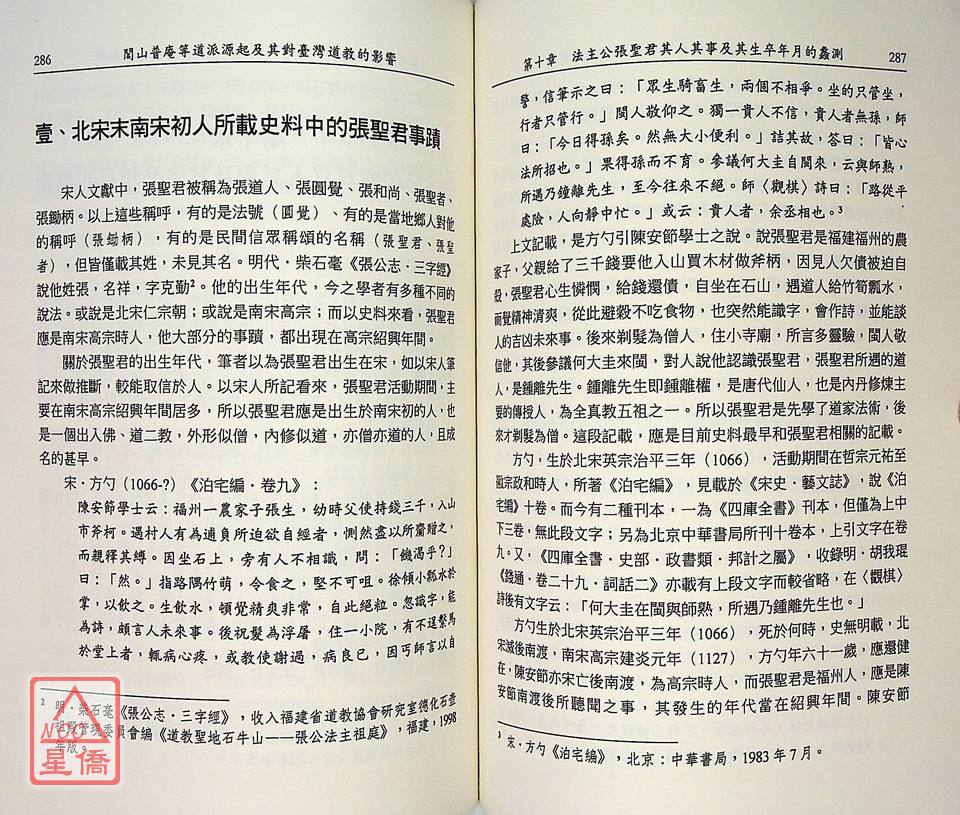 286　閭山普庵等道派源起及其對臺灣道教的影響
壹、北宋末南宋初人所載史料中的張聖君事蹟
宋人文獻中，張聖君被稱為張道人、張圓覺、張和尚、張聖者、
張鋤柄。以上這些稱呼，有的是法號（圓覺）、有的是當地鄉人對他
的稱呼（張鋤柄），有的是民間信眾稱頌的名稱（張聖君、張聖
者），但皆僅載其姓，未見其名。明代‧柴石毫《張公志‧三字經》
說他姓張，名祥，字克勤²。他的出生年代，今之學者有多種不同的
說法。或說是北宋仁宗朝；或說是南宋高宗；而以史料來看，張聖君
應是南宋高宗時人，他大部分的事蹟，都出現在高宗紹興年間。
關於張聖君的出生年代，筆者以為張聖君出生在宋，如以宋人筆
記來做推斷，較能取信於人。以宋人所記看來，張聖君活動期間，主
要在南宋高宗紹興年間居多，所以張聖君應是出生於南宋初的人，也
是一個出入佛、道二教，外形似僧，內修似道，亦僧亦道的人，且成
名的甚早。
宋‧方勺（1066-?）《泊宅編‧卷九》：
陳安節學士云：福州一農家子張生，幼時父使持錢三千，入山
市斧柯。遇村人有為逋負所迫欲自經者，惻然盡以所齎贈之，
而親釋其縛。因坐石上，旁有人不相識，問：「饑渴乎?」
曰：「然。」指路隅竹萌，令食之，堅不可咀。徐傾小瓢水於
掌，以飲之。生飲水，頓覺精爽非常，自此絕粒。忽識字，能
為詩，頗言人未來事。後祝髮為浮屠，住一小院，有不逞繫馬
於堂上者，輒病心疼，或教使謝過，病良已，因丐師言以自
² 明‧柴石毫《張公志‧三字經》，收入福建省道教協會研究室德化石壺
祖殿管理委員會編《道教聖地石牛山——張公法主祖庭》，福建，1998
年版。
NCC
星僑
第十章　法主公張聖君其人其事及其生卒年月的蠡測　287
警，信筆示之曰：「眾生騎畜生，兩個不相爭。坐的只管坐，
行者只管行。」閩人敬仰之。獨一貴人不信，貴人者無孫，師
曰：「今日得孫矣。然無大小便利。」詰其故，答曰：「皆心
法所招也。」果得孫而不育。參議何大圭自閩來，云與師熟，
所遇乃鐘離先生，至今往來不絕。師〈觀棋〉詩曰：「路從平
處險，人向靜中忙。」或云：貴人者，余丞相也。³
上文記載，是方勺引陳安節學士之說。說張聖君是福建福州的農
家子，父親給了三千錢要他入山買木材做斧柄，因見人欠債被迫自
殺，張聖君心生憐憫，給錢還債，自坐在石山，遇道人給竹筍瓢水，
而覺精神清爽，從此避穀不吃食物，也突然能識字，會作詩，並能談
人的吉凶未來事。後來剃髮為僧人，住小寺廟，所言多靈驗，閩人敬
信他，其後參議何大圭來閩，對人說他認識張聖君，張聖君所遇的道
人，是鍾離先生。鍾離先生即鍾離權，是唐代仙人，也是內丹修煉主
要的傳授人，為全真教五祖之一。所以張聖君是先學了道家法術，後
來才剃髮為僧。這段記載，應是目前史料最早和張聖君相關的記載。
方勺，生於北宋英宗治平三年（1066），活動期間在哲宗元祐至
徽宗政和時人，所著《泊宅編》，見載於《宋史‧藝文誌》，說《泊
宅編》十卷。而今有二種刊本，一為《四庫全書》刊本，但僅為上中
下三卷，無此段文字；另為北京中華書局所刊十卷本，上引文字在卷
九。又，《四庫全書‧史部‧政書類‧邦計之屬》，收錄明‧胡我琨
《錢通‧卷二十九‧詞話二》亦載有上段文字而較省略，在〈觀棋〉
詩後有文字云：「何大圭在閩與師熟，所遇乃鍾離先生也。」
方勺生於北宋英宗治平三年（1066），死於何時，史無明載，北
宋滅後南渡，南宋高宗建炎元年（1127），方勺年六十一歲，應還健
在，陳安節亦宋亡後南渡，為高宗時人，而張聖君是福州人，應是陳
安節南渡後所聽聞之事，其發生的年代當在紹興年間。陳安節
³ 宋‧方勺《泊宅編》，北京：中華書局，1983年7月。